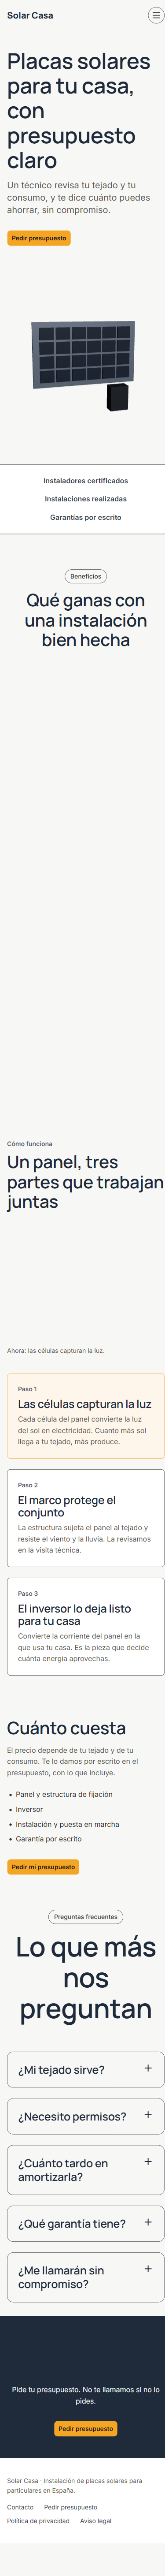 Solar Casa
Placas solares
para tu casa,
con
presupuesto
claro
Un técnico revisa tu tejado y tu
consumo, y te dice cuánto puedes
ahorrar, sin compromiso.
Pedir presupuesto
Instaladores certificados
Instalaciones realizadas
Garantías por escrito
Beneficios
Qué ganas con
una instalación
bien hecha
Cómo funciona
Un panel, tres
partes que trabajan
juntas
Ahora: las células capturan la luz.
Paso 1
Las células capturan la luz
Cada célula del panel convierte la luz
del sol en electricidad. Cuanto más sol
llega a tu tejado, más produce.
Paso 2
El marco protege el
conjunto
La estructura sujeta el panel al tejado y
resiste el viento y la lluvia. La revisamos
en la visita técnica.
Paso 3
El inversor lo deja listo
para tu casa
Convierte la corriente del panel en la
que usa tu casa. Es la pieza que decide
cuánta energía aprovechas.
Cuánto cuesta
El precio depende de tu tejado y de tu
consumo. Te lo damos por escrito en el
presupuesto, con lo que incluye.
• Panel y estructura de fijación
• Inversor
• Instalación y puesta en marcha
• Garantía por escrito
Pedir mi presupuesto
Preguntas frecuentes
Lo que más
nos
preguntan
¿Mi tejado sirve? +
¿Necesito permisos? +
¿Cuánto tardo en +
amortizarla?
¿Qué garantía tiene? +
¿Me llamarán sin +
compromiso?
Pide tu presupuesto. No te llamamos si no lo
pides.
Pedir presupuesto
Solar Casa · Instalación de placas solares para
particulares en España.
Contacto Pedir presupuesto
Política de privacidad Aviso legal